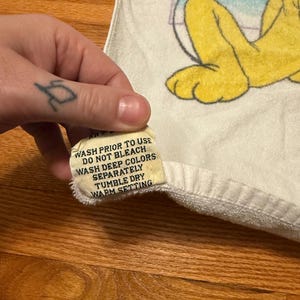 WASH PRIOR TO USE
DO NOT BLEACH
WASH DEEP COLORS
SEPARATELY
TUMBLE DRY
WARM SETTING